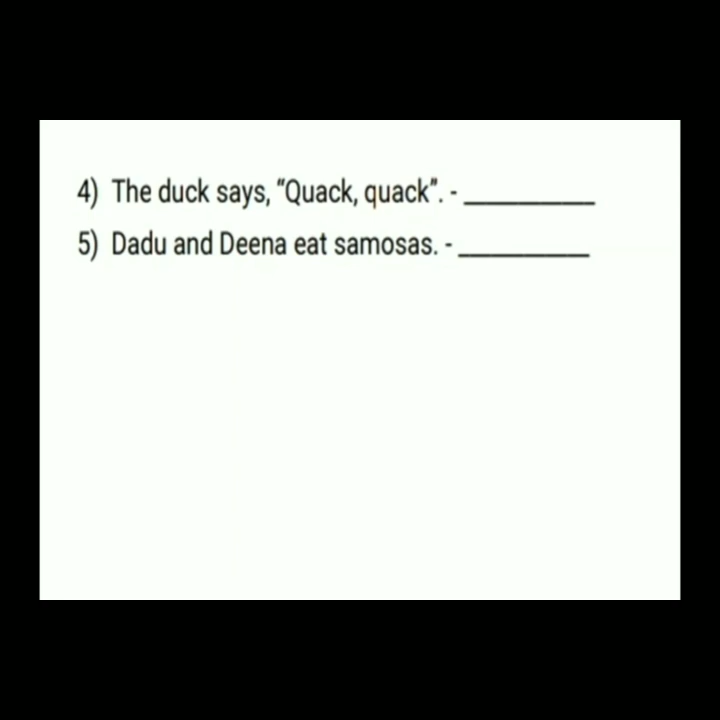 4) The duck says, “Quack, quack”. - __________
5) Dadu and Deena eat samosas. - __________